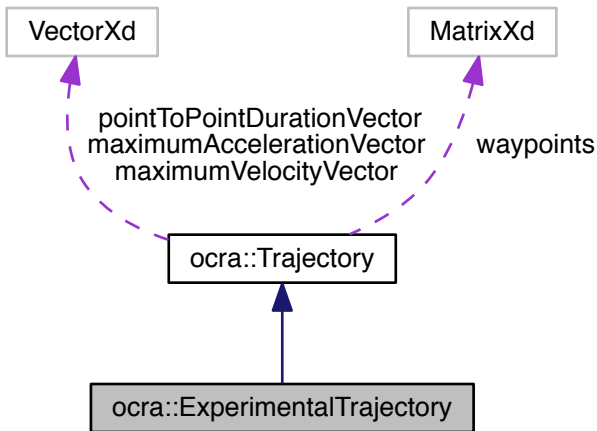 VectorXd
MatrixXd
pointToPointDurationVector
maximumAccelerationVector
maximumVelocityVector
waypoints
ocra::Trajectory
ocra::ExperimentalTrajectory